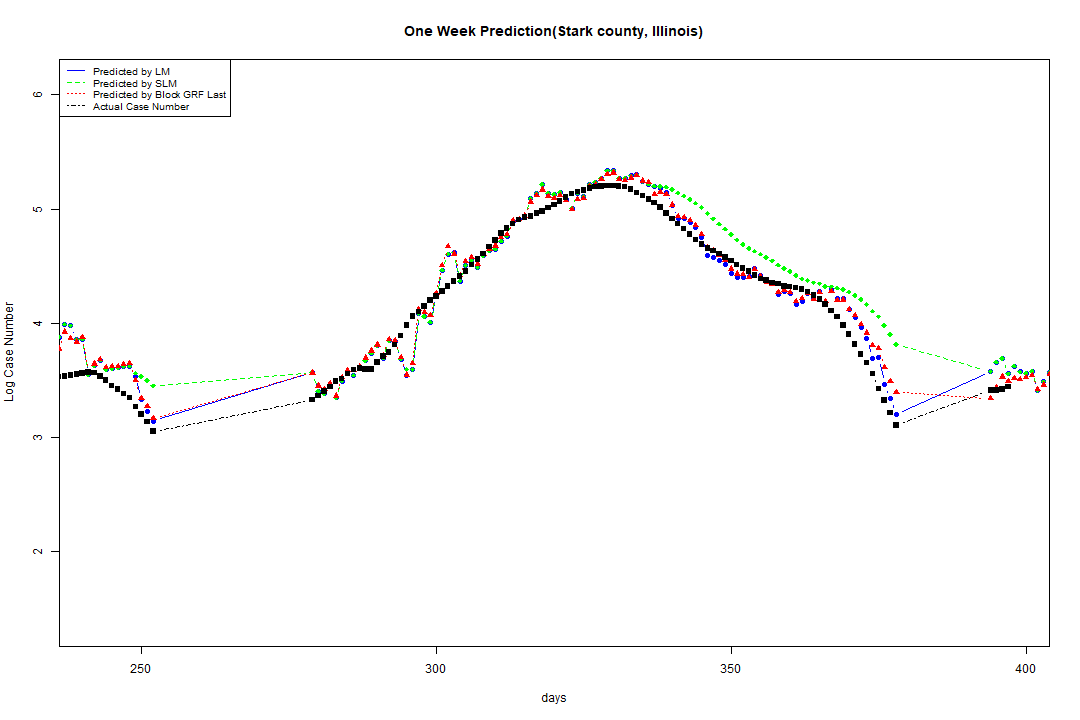 One Week Prediction(Stark county, Illinois)
Predicted by LM
Predicted by SLM
Predicted by Block GRF Last
Actual Case Number
6
5
4
3
2
Log Case Number
250 300 350 400
days